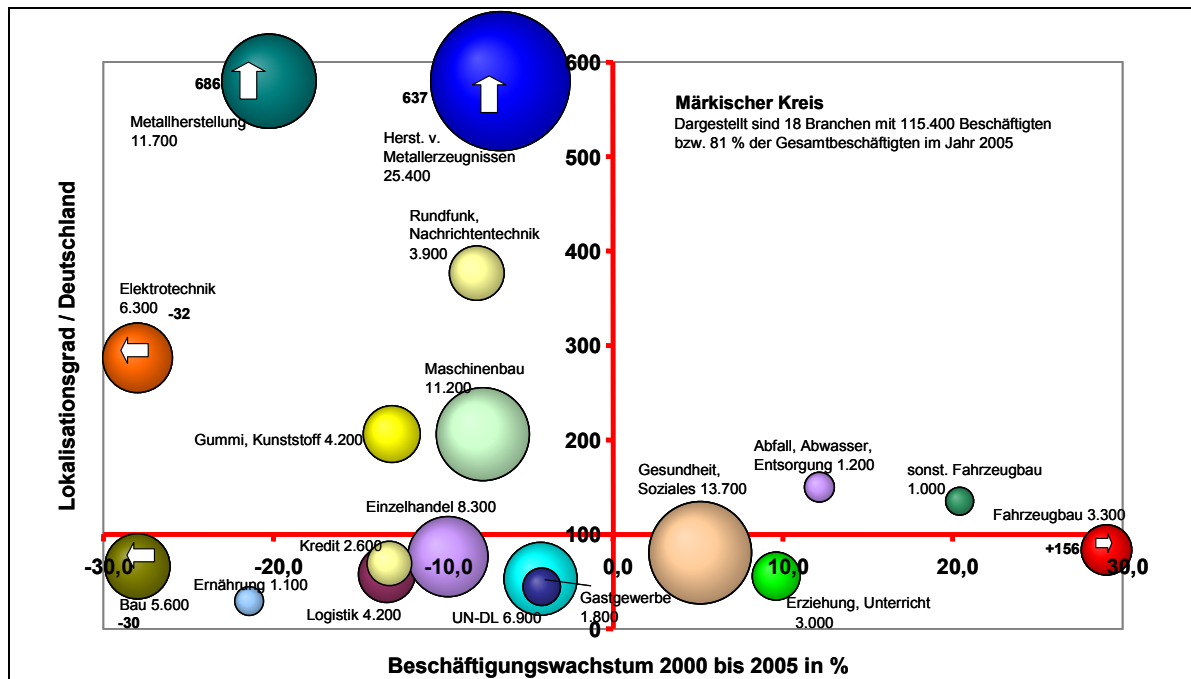 600
686
637
Märkischer Kreis
Dargestellt sind 18 Branchen mit 115.400 Beschäftigten
bzw. 81 % der Gesamtbeschäftigten im Jahr 2005
Metallherstellung
11.700
Herst. v.
Metallerzeugnissen
25.400
500
Rundfunk,
Nachrichtentechnik
3.900
400
Elektrotechnik
6.300
-32
300
Maschinenbau
11.200
Gummi, Kunststoff 4.200
200
Abfall, Abwasser,
Entsorgung 1.200
Gesundheit,
Soziales 13.700
sonst. Fahrzeugbau
1.000
Einzelhandel 8.300
Fahrzeugbau 3.300
100
Kredit 2.600
+156
-30,0
-20,0
-10,0
0,0
10,0
20,0
30,0
Ernährung 1.100
Bau 5.600
-30
Logistik 4.200
UN-DL 6.900
Gastgewerbe
1.800
Erziehung, Unterricht
3.000
0
Lokalisationsgrad / Deutschland
Beschäftigungswachstum 2000 bis 2005 in %